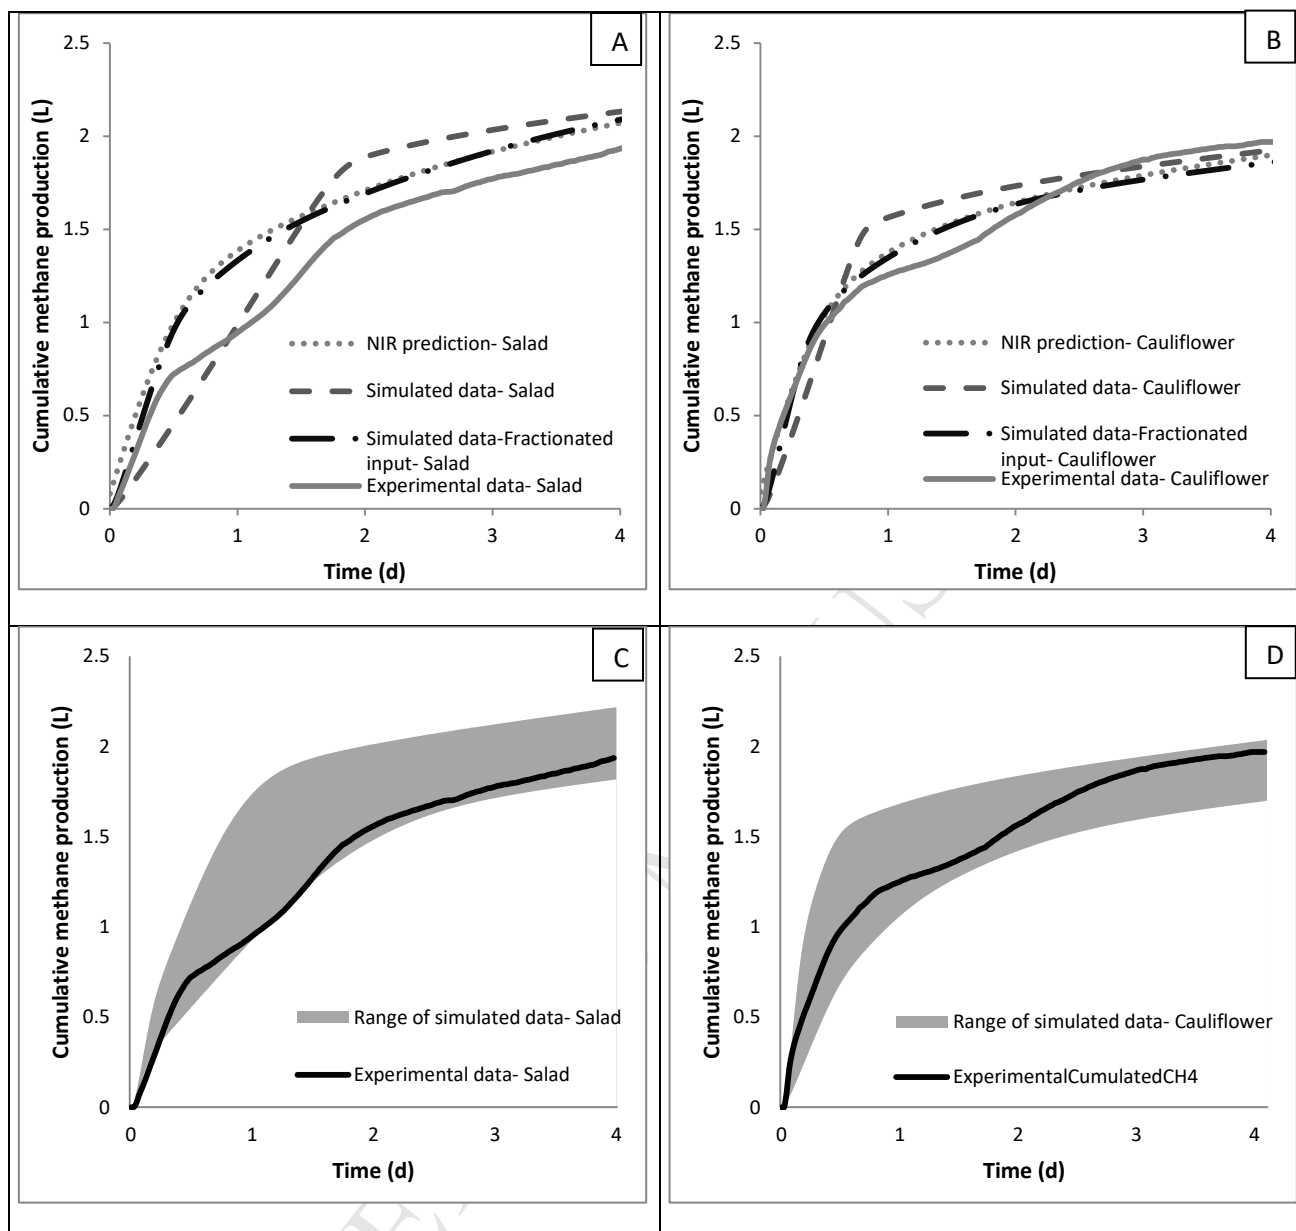 A
Cumulative methane production (L)
2.5
2
1.5
1
0.5
0
0 1 2 3 4
Time (d)
NIR prediction- Salad
Simulated data- Salad
Simulated data-Fractionated
input- Salad
Experimental data- Salad
B
Cumulative methane production (L)
2.5
2
1.5
1
0.5
0
0 1 2 3 4
Time (d)
NIR prediction- Cauliflower
Simulated data- Cauliflower
Simulated data-Fractionated
input- Cauliflower
Experimental data- Cauliflower
C
Cumulative methane production (L)
2.5
2
1.5
1
0.5
0
0 1 2 3 4
Time (d)
Range of simulated data- Salad
Experimental data- Salad
D
Cumulative methane production (L)
2.5
2
1.5
1
0.5
0
0 1 2 3 4
Time (d)
Range of simulated data- Cauliflower
ExperimentalCumulatedCH4